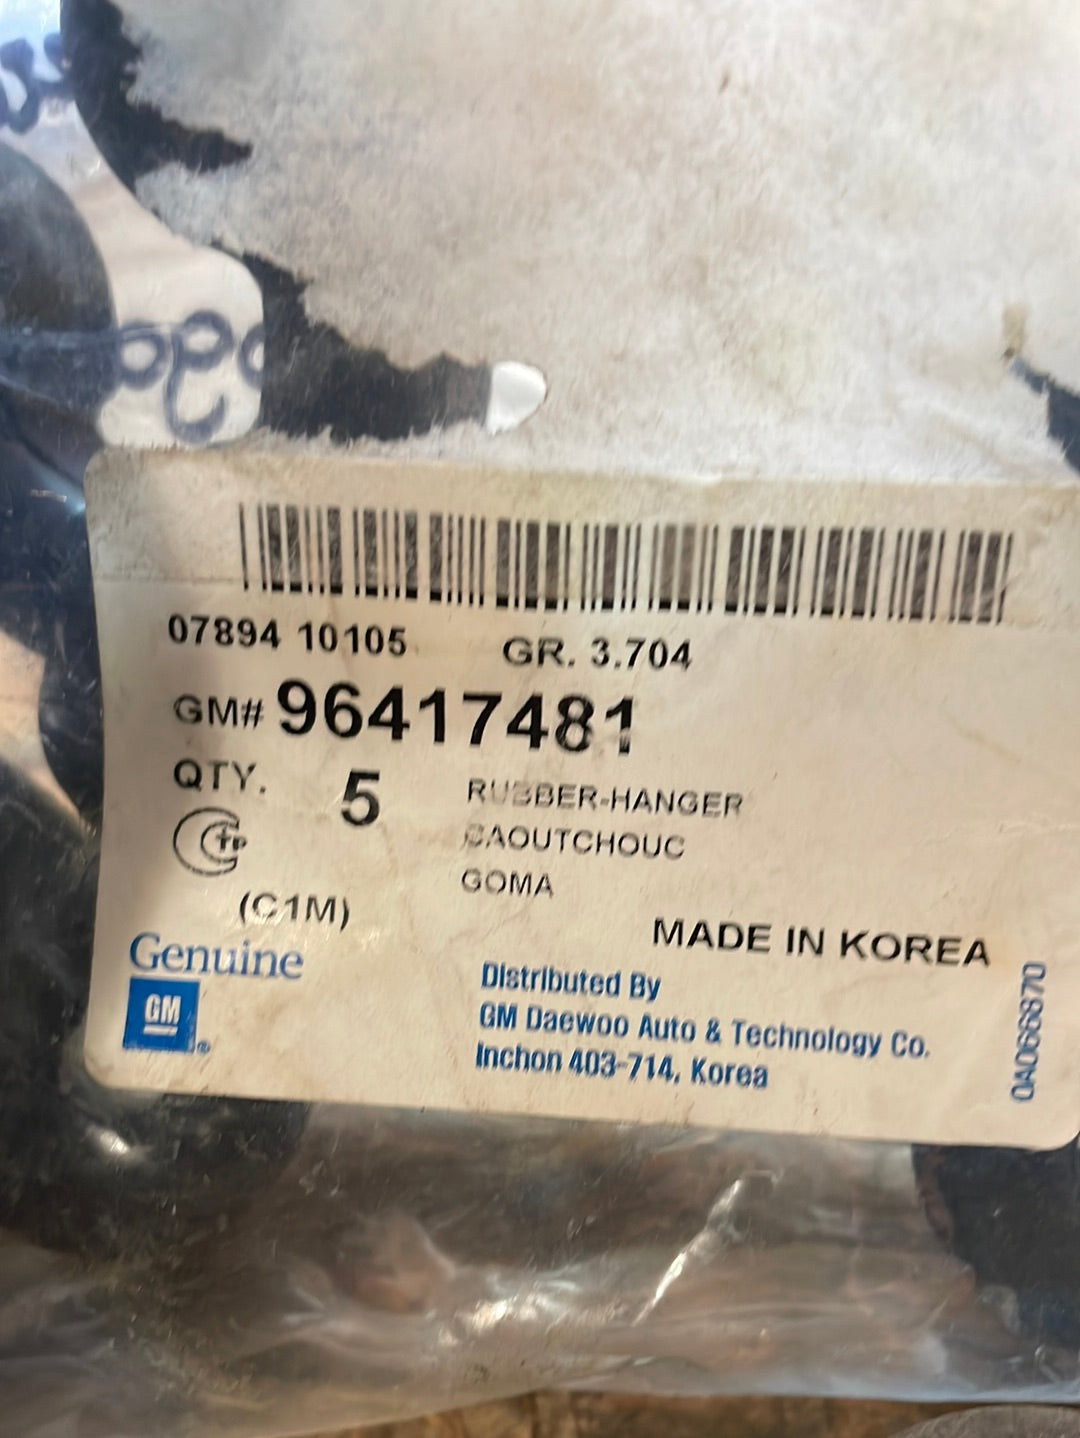 07894 10105 GR. 3.704
GM# 96417481
QTY. 5 RUBBER-HANGER
CAOUTCHOUC
GOMA
(C1M)
MADE IN KOREA
Genuine
GM
®
Distributed By
GM Daewoo Auto & Technology Co.
Inchon 403-714, Korea
0A066870